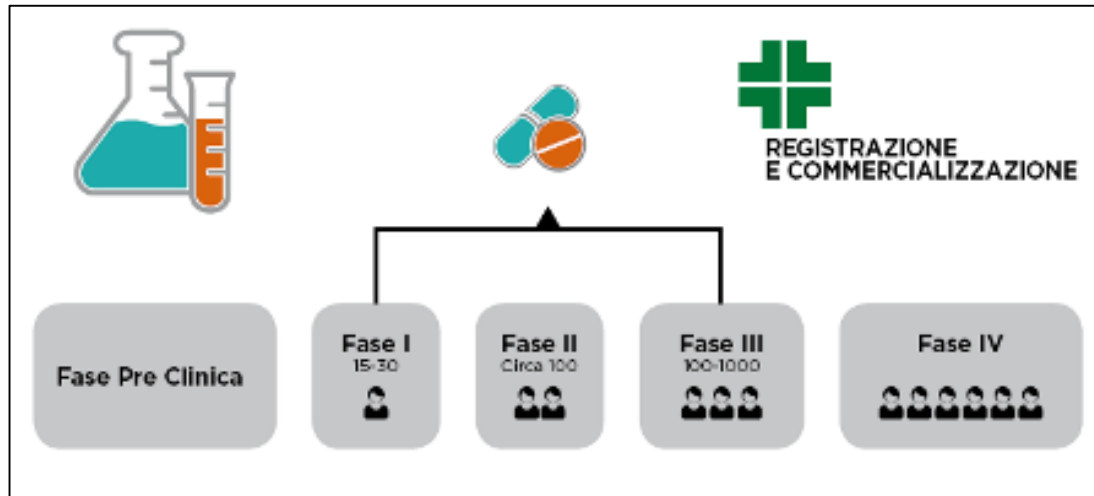 REGISTRAZIONE
E COMMERCIALIZZAZIONE
Fase Pre Clinica
Fase I
15-30
Fase II
Circa 100
Fase III
100-1000
Fase IV